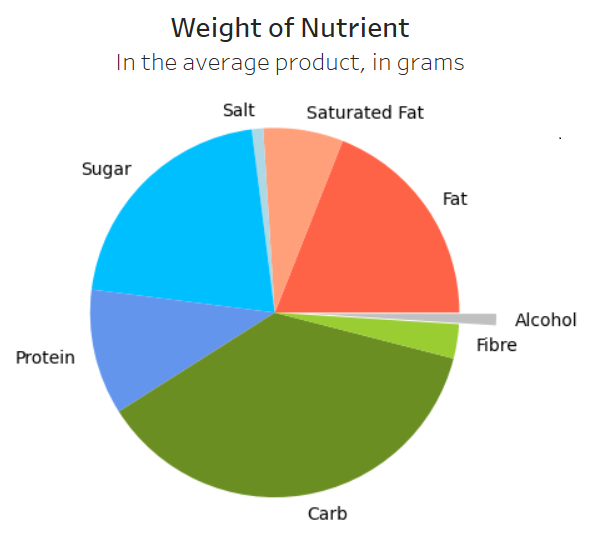 Weight of Nutrient
In the average product, in grams
Salt
Saturated Fat
Sugar
Fat
Alcohol
Fibre
Protein
Carb